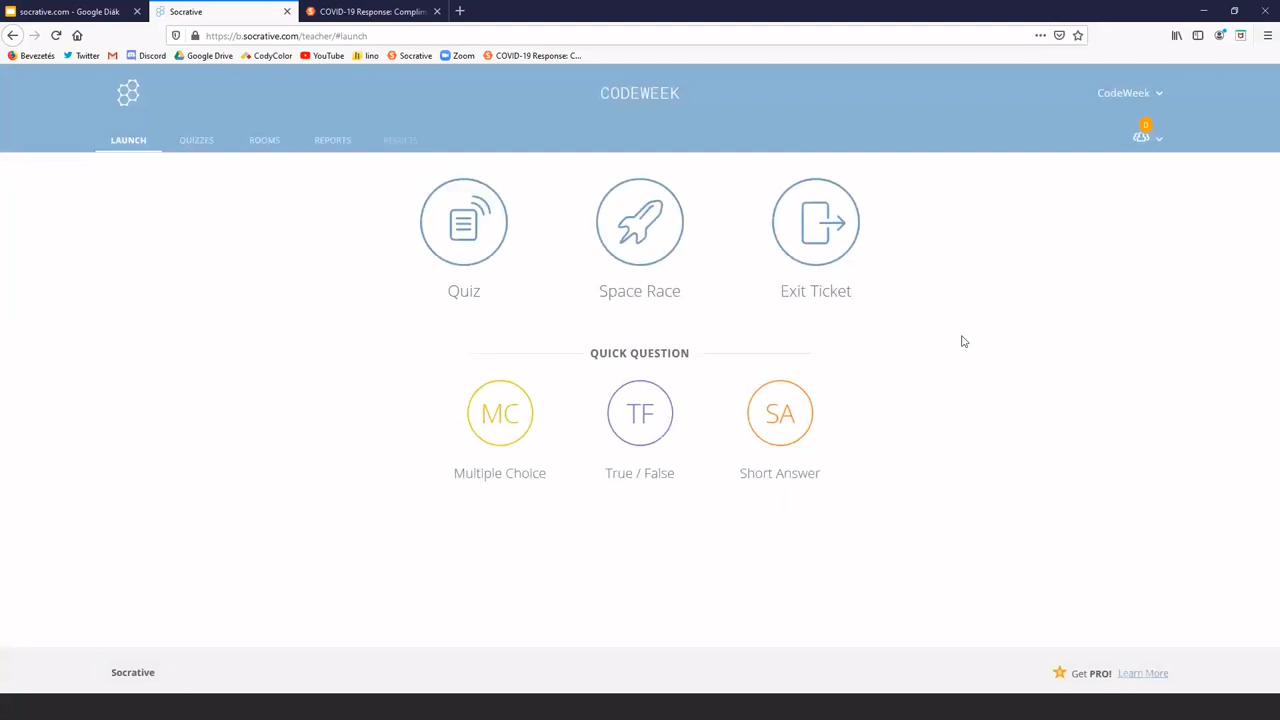 socrative.com - Google Diák
Socrative
COVID-19 Response: Complim
https://b.socrative.com/teacher/#launch
Bevezetés
Twitter
Discord
Google Drive
CodyColor
YouTube
lino
Socrative
Zoom
COVID-19 Response: C...
CODEWEEK
CodeWeek
0
LAUNCH
QUIZZES
ROOMS
REPORTS
RESULTS
Quiz
Space Race
Exit Ticket
QUICK QUESTION
MC
TF
SA
Multiple Choice
True / False
Short Answer
Socrative
Get PRO! Learn More